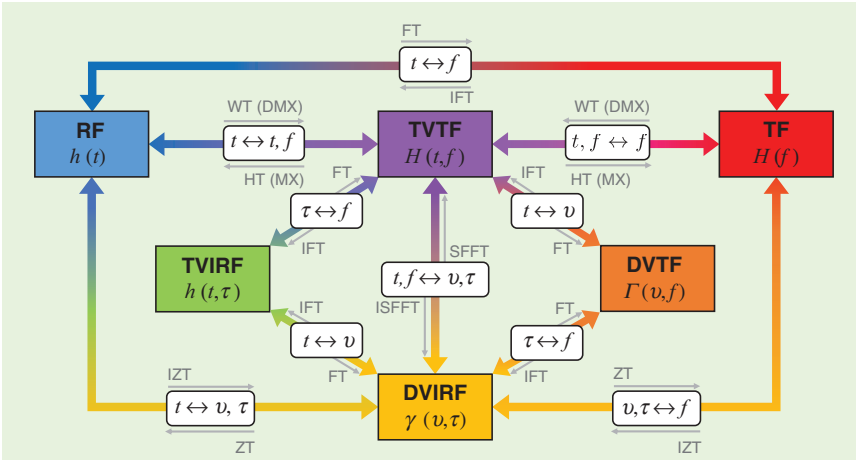 FT
t↔f
IFT
RF
h(t)
WT (DMX)
t↔t,f
HT (MX)
TVTF
H(t,f)
WT (DMX)
t, f ↔ f
HT (MX)
TF
H(f)
FT
τ↔f
IFT
IFT
t↔υ
FT
TVIRF
h(t,τ)
SFFT
t,f↔υ,τ
ISFFT
DVTF
Γ(υ,f)
IFT
t↔υ
FT
FT
τ↔f
IFT
DVIRF
γ (υ,τ)
IZT
t↔υ, τ
ZT
ZT
υ,τ↔f
IZT